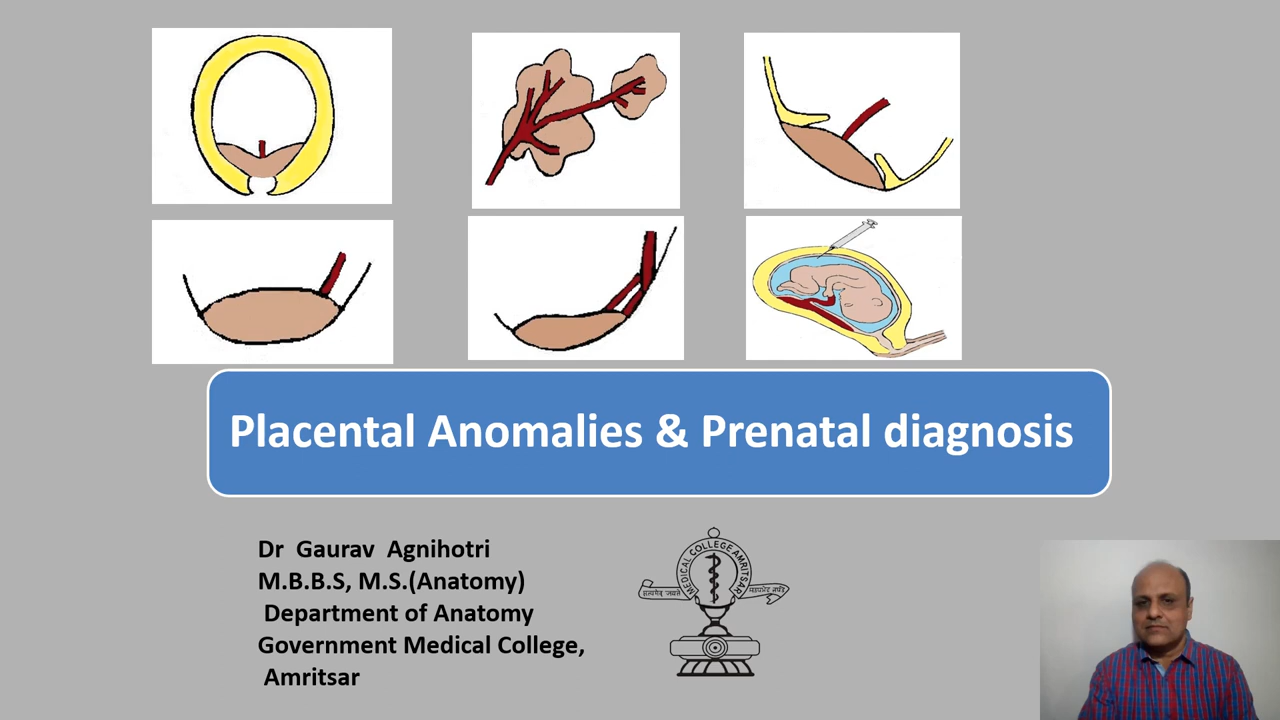 Placental Anomalies & Prenatal diagnosis
Dr Gaurav Agnihotri
M.B.B.S, M.S.(Anatomy)
Department of Anatomy
Government Medical College,
Amritsar
MEDICAL COLLEGE AMRITSAR